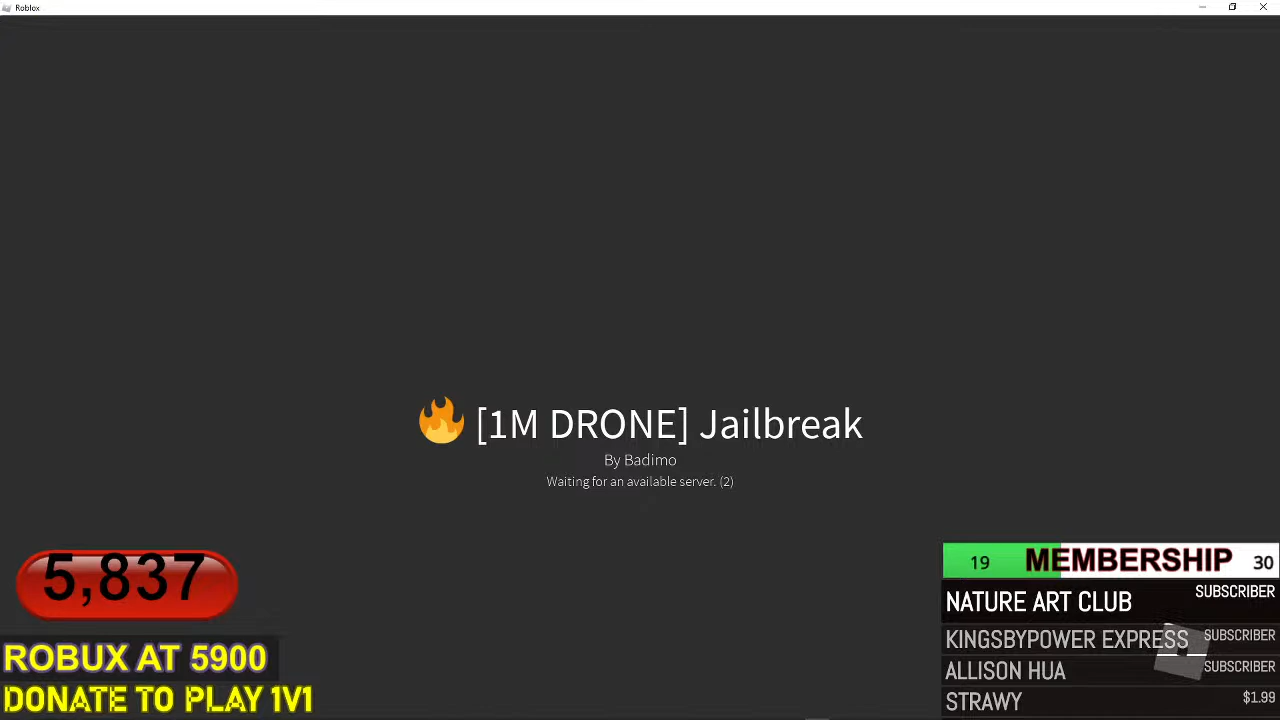 Roblox
[1M DRONE] Jailbreak
By Badimo
Waiting for an available server. (2)
5,837
ROBUX AT 5900
DONATE TO PLAY 1V1
19 MEMBERSHIP 30
NATURE ART CLUB SUBSCRIBER
KINGSBYPOWER EXPRESS SUBSCRIBER
ALLISON HUA SUBSCRIBER
STRAWY $1.99